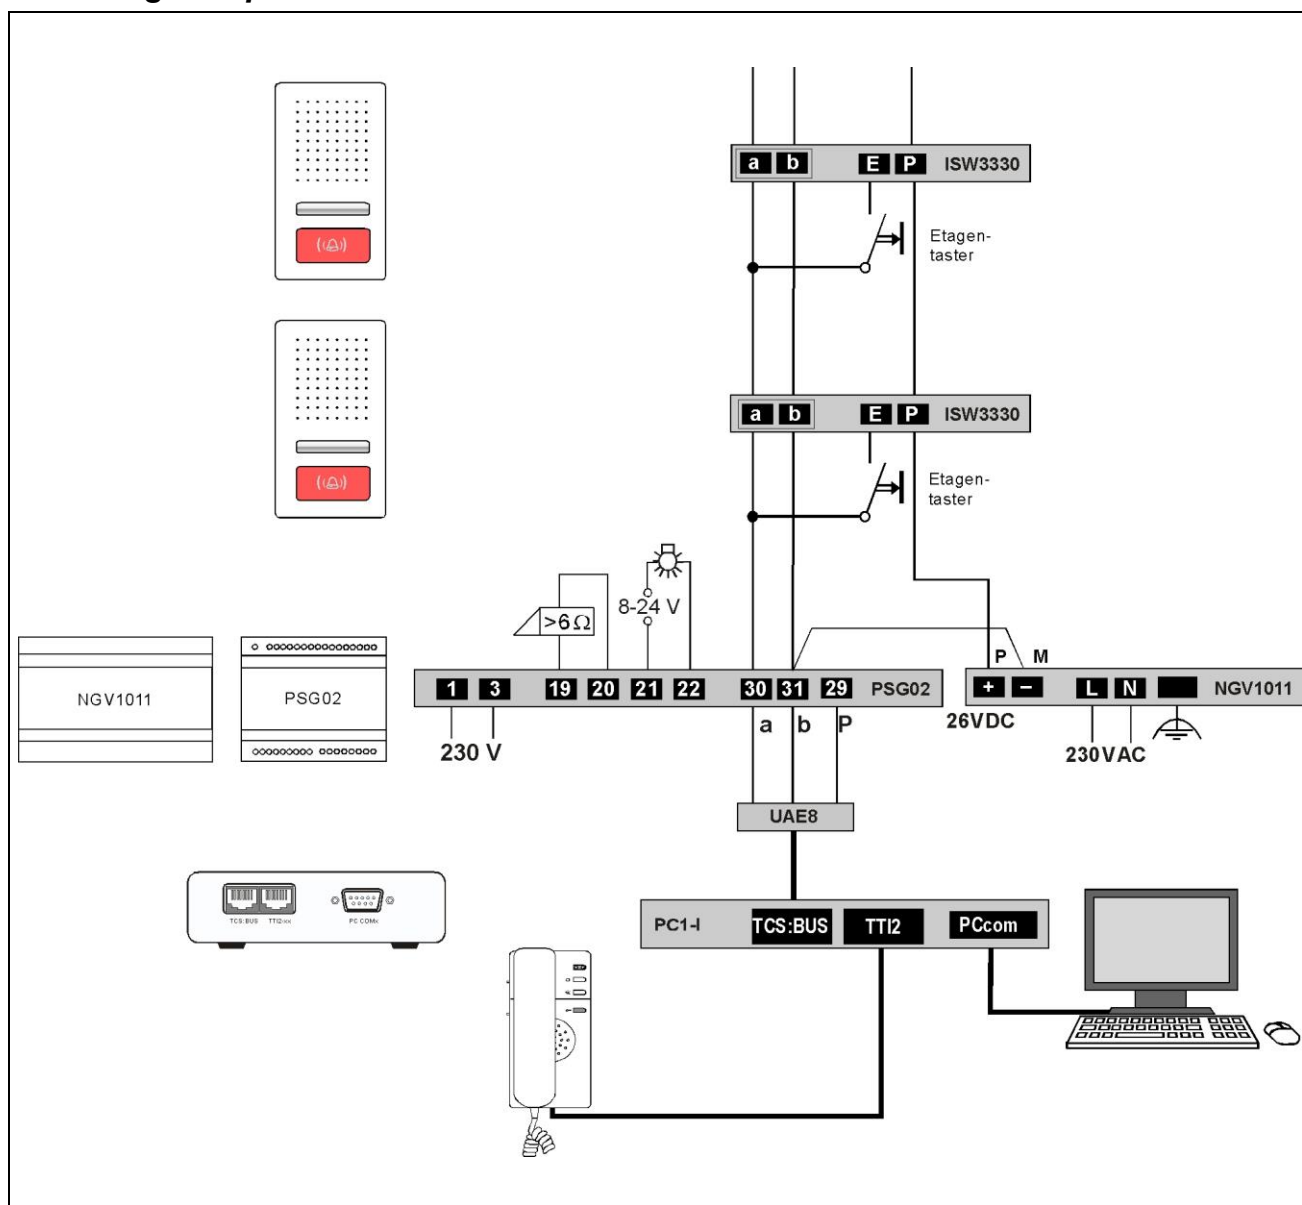 a b E P ISW3330
Etagen-
taster
a b E P ISW3330
Etagen-
taster
8-24 V
>6Ω
P M
NGV1011
PSG02
1 3 19 20 21 22 30 31 29 PSG02
+ − L N NGV1011
26VDC
a b P
230 V
230VAC
UAE8
TCS:BUS
PC COM
PC1-I TCS:BUS TTI2 PCcom